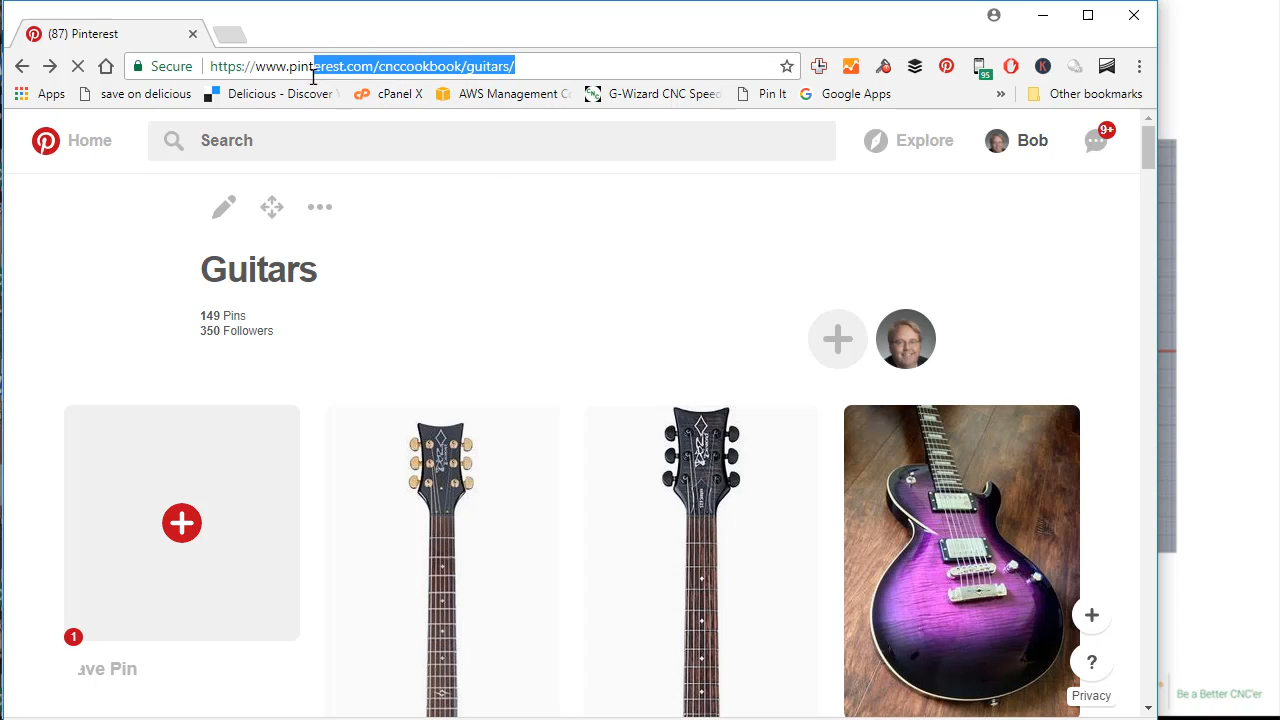 (87) Pinterest
Secure https://www.pinterest.com/cnccookbook/guitars/
95
Apps save on delicious Delicious - Discover cPanel X AWS Management C G-Wizard CNC Spee Pin It Google Apps » Other bookmark
Home Search Explore Bob 9+
Guitars
149 Pins
350 Followers
1
ave Pin
+
?
Privacy
Be a Better CNC'er